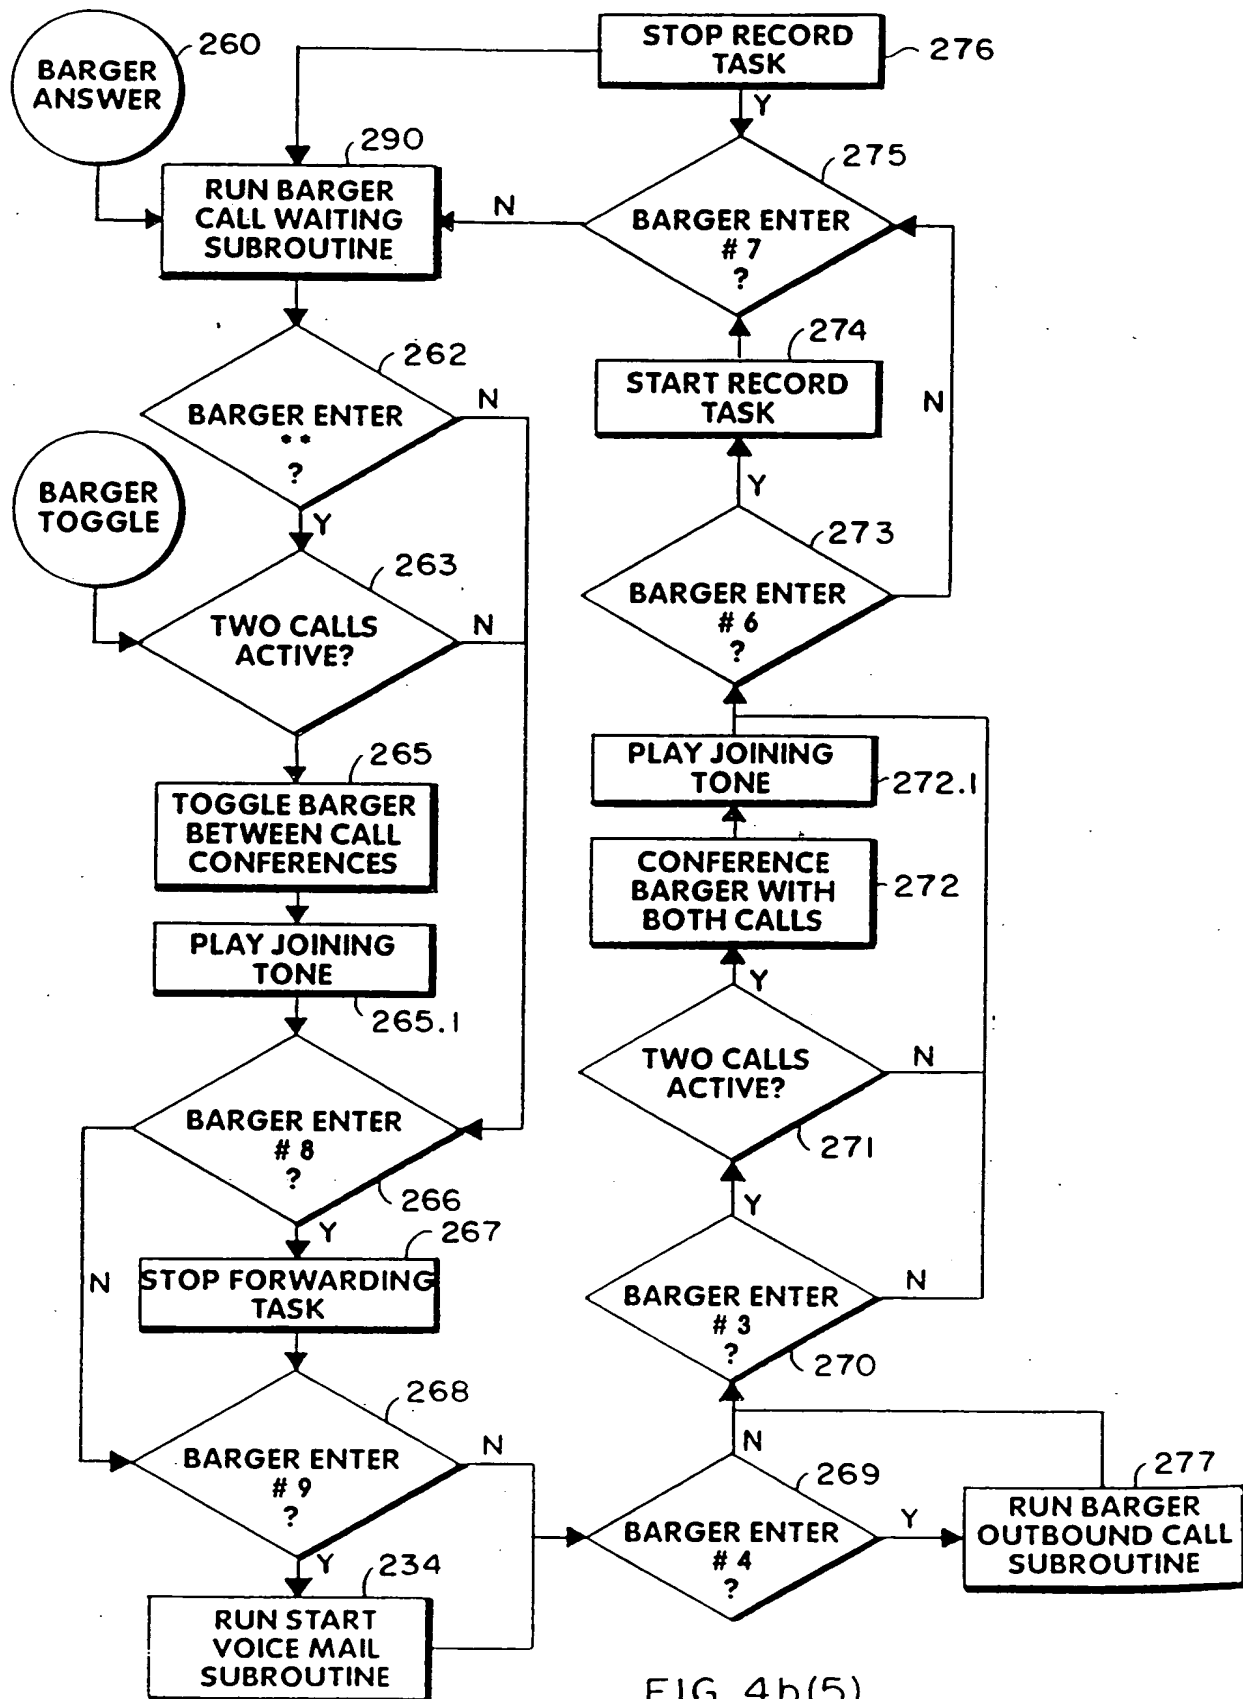 BARGER
ANSWER
260
290
RUN BARGER
CALL WAITING
SUBROUTINE
262
BARGER ENTER
**
?
N
Y
BARGER
TOGGLE
263
TWO CALLS
ACTIVE?
N
265
TOGGLE BARGER
BETWEEN CALL
CONFERENCES
PLAY JOINING
TONE
265.1
BARGER ENTER
#8
?
266
N
Y
267
STOP FORWARDING
TASK
268
BARGER ENTER
#9
?
N
Y
234
RUN START
VOICE MAIL
SUBROUTINE
STOP RECORD
TASK
276
Y
275
BARGER ENTER
#7
?
N
274
START RECORD
TASK
N
Y
273
BARGER ENTER
#6
?
PLAY JOINING
TONE
272.1
CONFERENCE
BARGER WITH
BOTH CALLS
272
Y
TWO CALLS
ACTIVE?
N
271
Y
BARGER ENTER
#3
?
N
270
N
269
BARGER ENTER
#4
?
Y
277
RUN BARGER
OUTBOUND CALL
SUBROUTINE
FIG. 4b(5)